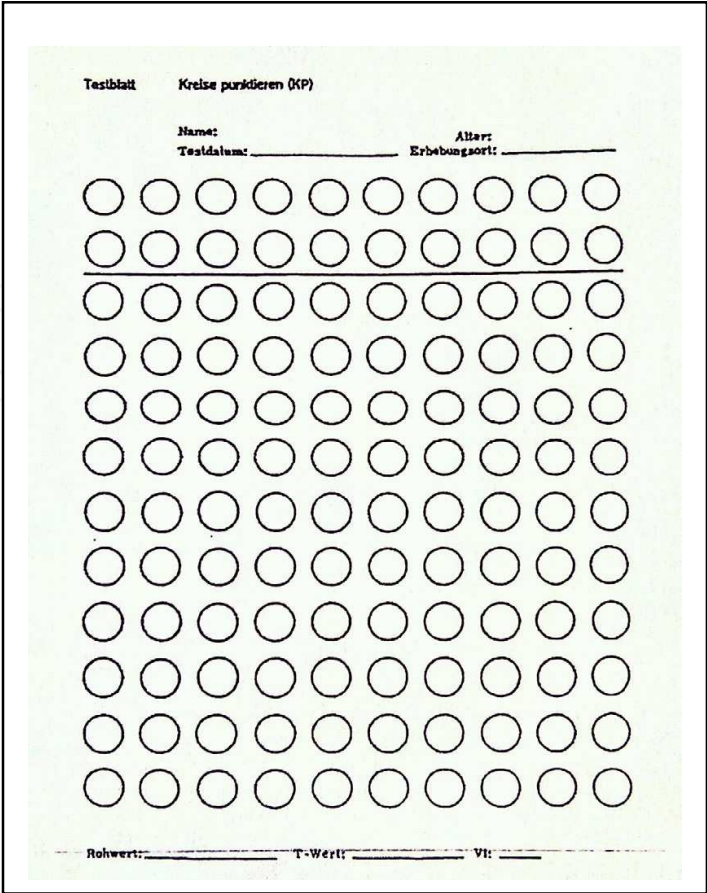 Testblatt Kreise punktieren (KP)
Name: Alter:
Testdatum: Erhebungsort:
Rohwert: T-Wert: VI: